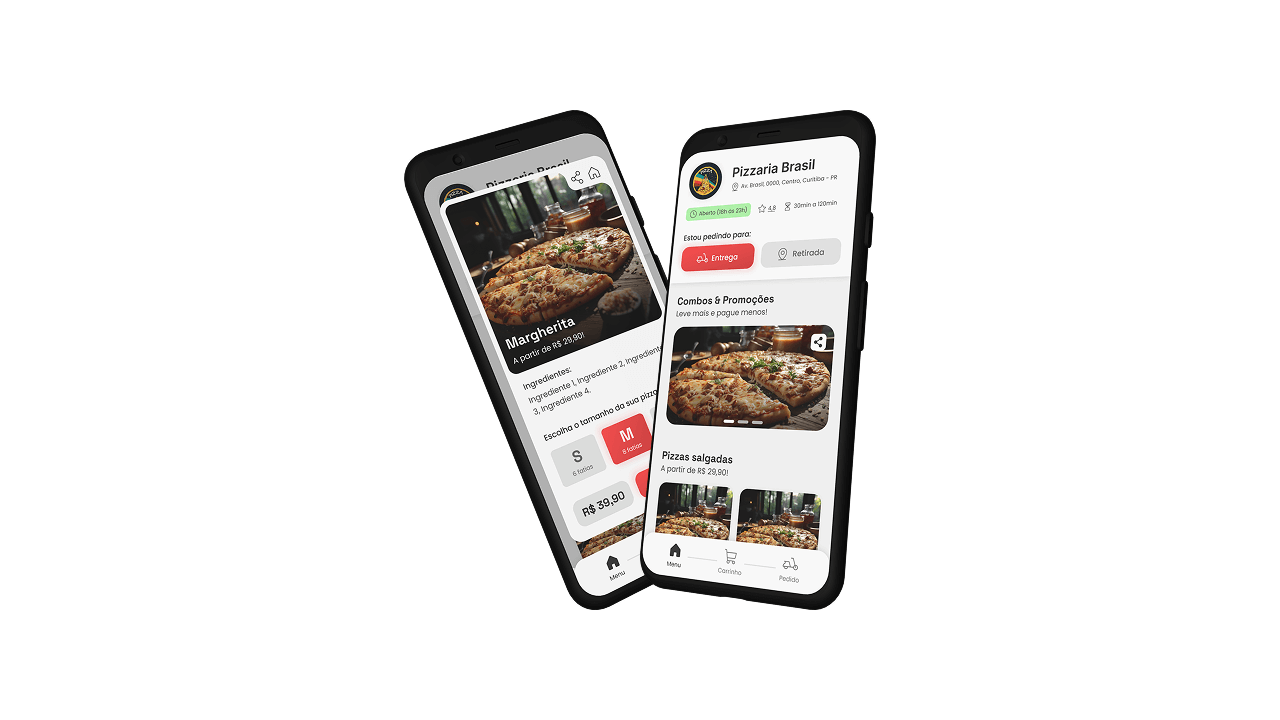 Pizzaria Brasil
Margherita
A partir de R$ 29,90!
Ingredientes:
Ingrediente 1, Ingrediente 2, Ingrediente
3, Ingrediente 4.
Escolha o tamanho da sua pizza
S
M
6 fatias
8 fatias
R$ 39,90
Menu
PIZZA
Pizzaria Brasil
Av. Brasil, 0000, Centro, Curitiba - PR
Aberto (18h às 23h)
4,8
30min a 120min
Estou pedindo para:
Entrega
Retirada
Combos & Promoções
Leve mais e pague menos!
Pizzas salgadas
A partir de R$ 29,90!
Menu
Carrinho
Pedido